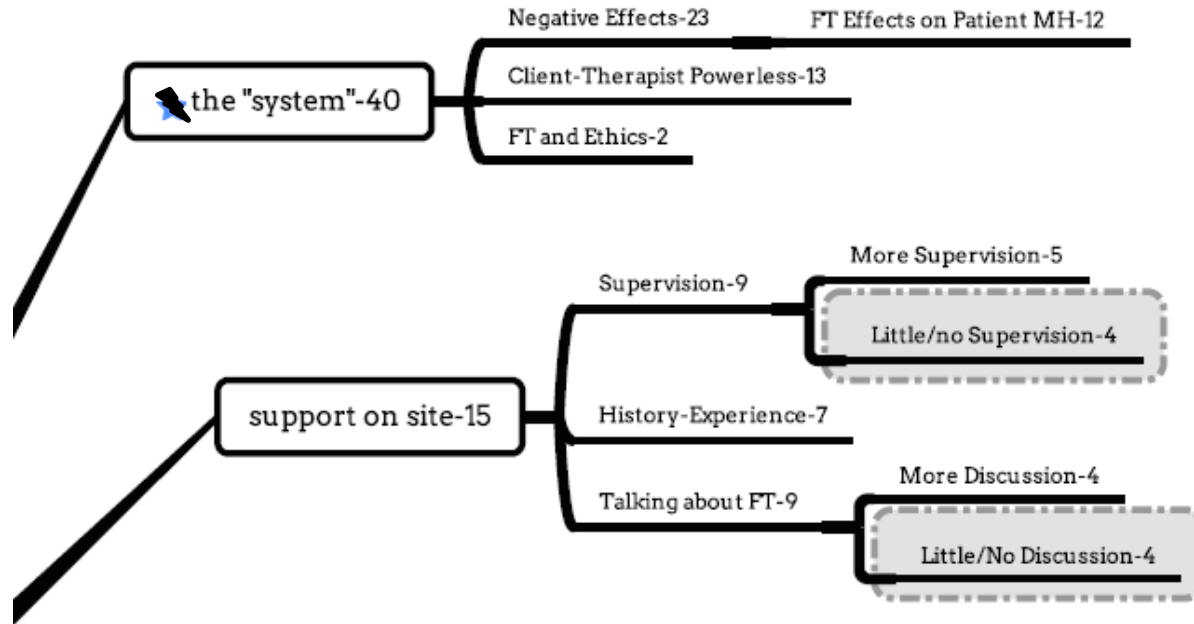 Negative Effects-23
FT Effects on Patient MH-12
the "system"-40
Client-Therapist Powerless-13
FT and Ethics-2
More Supervision-5
Supervision-9
Little/no Supervision-4
support on site-15
History-Experience-7
More Discussion-4
Talking about FT-9
Little/No Discussion-4